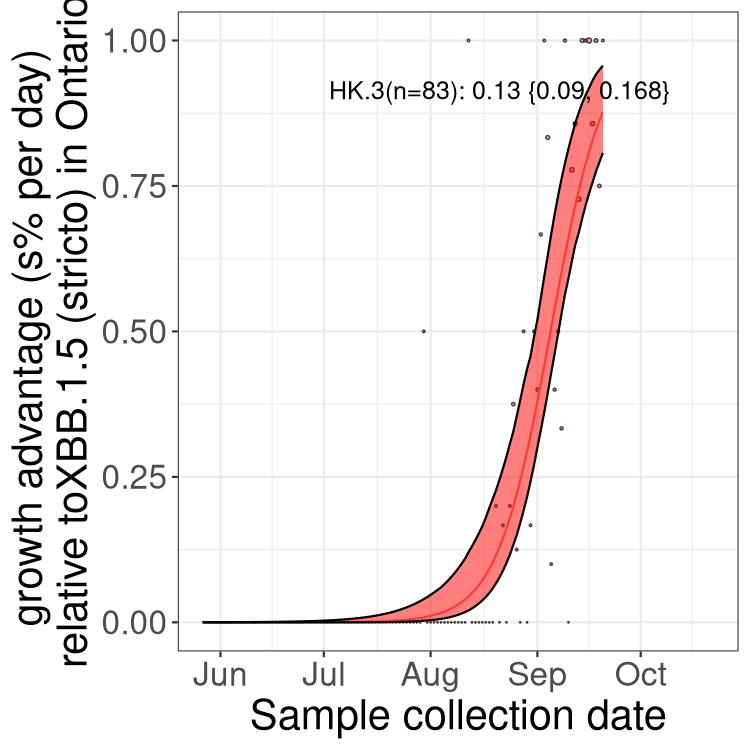 growth advantage (s% per day)
relative toXBB.1.5 (stricto) in Ontario
1.00
0.75
0.50
0.25
0.00
HK.3(n=83): 0.13 {0.09, 0.168}
Jun Jul Aug Sep Oct
Sample collection date